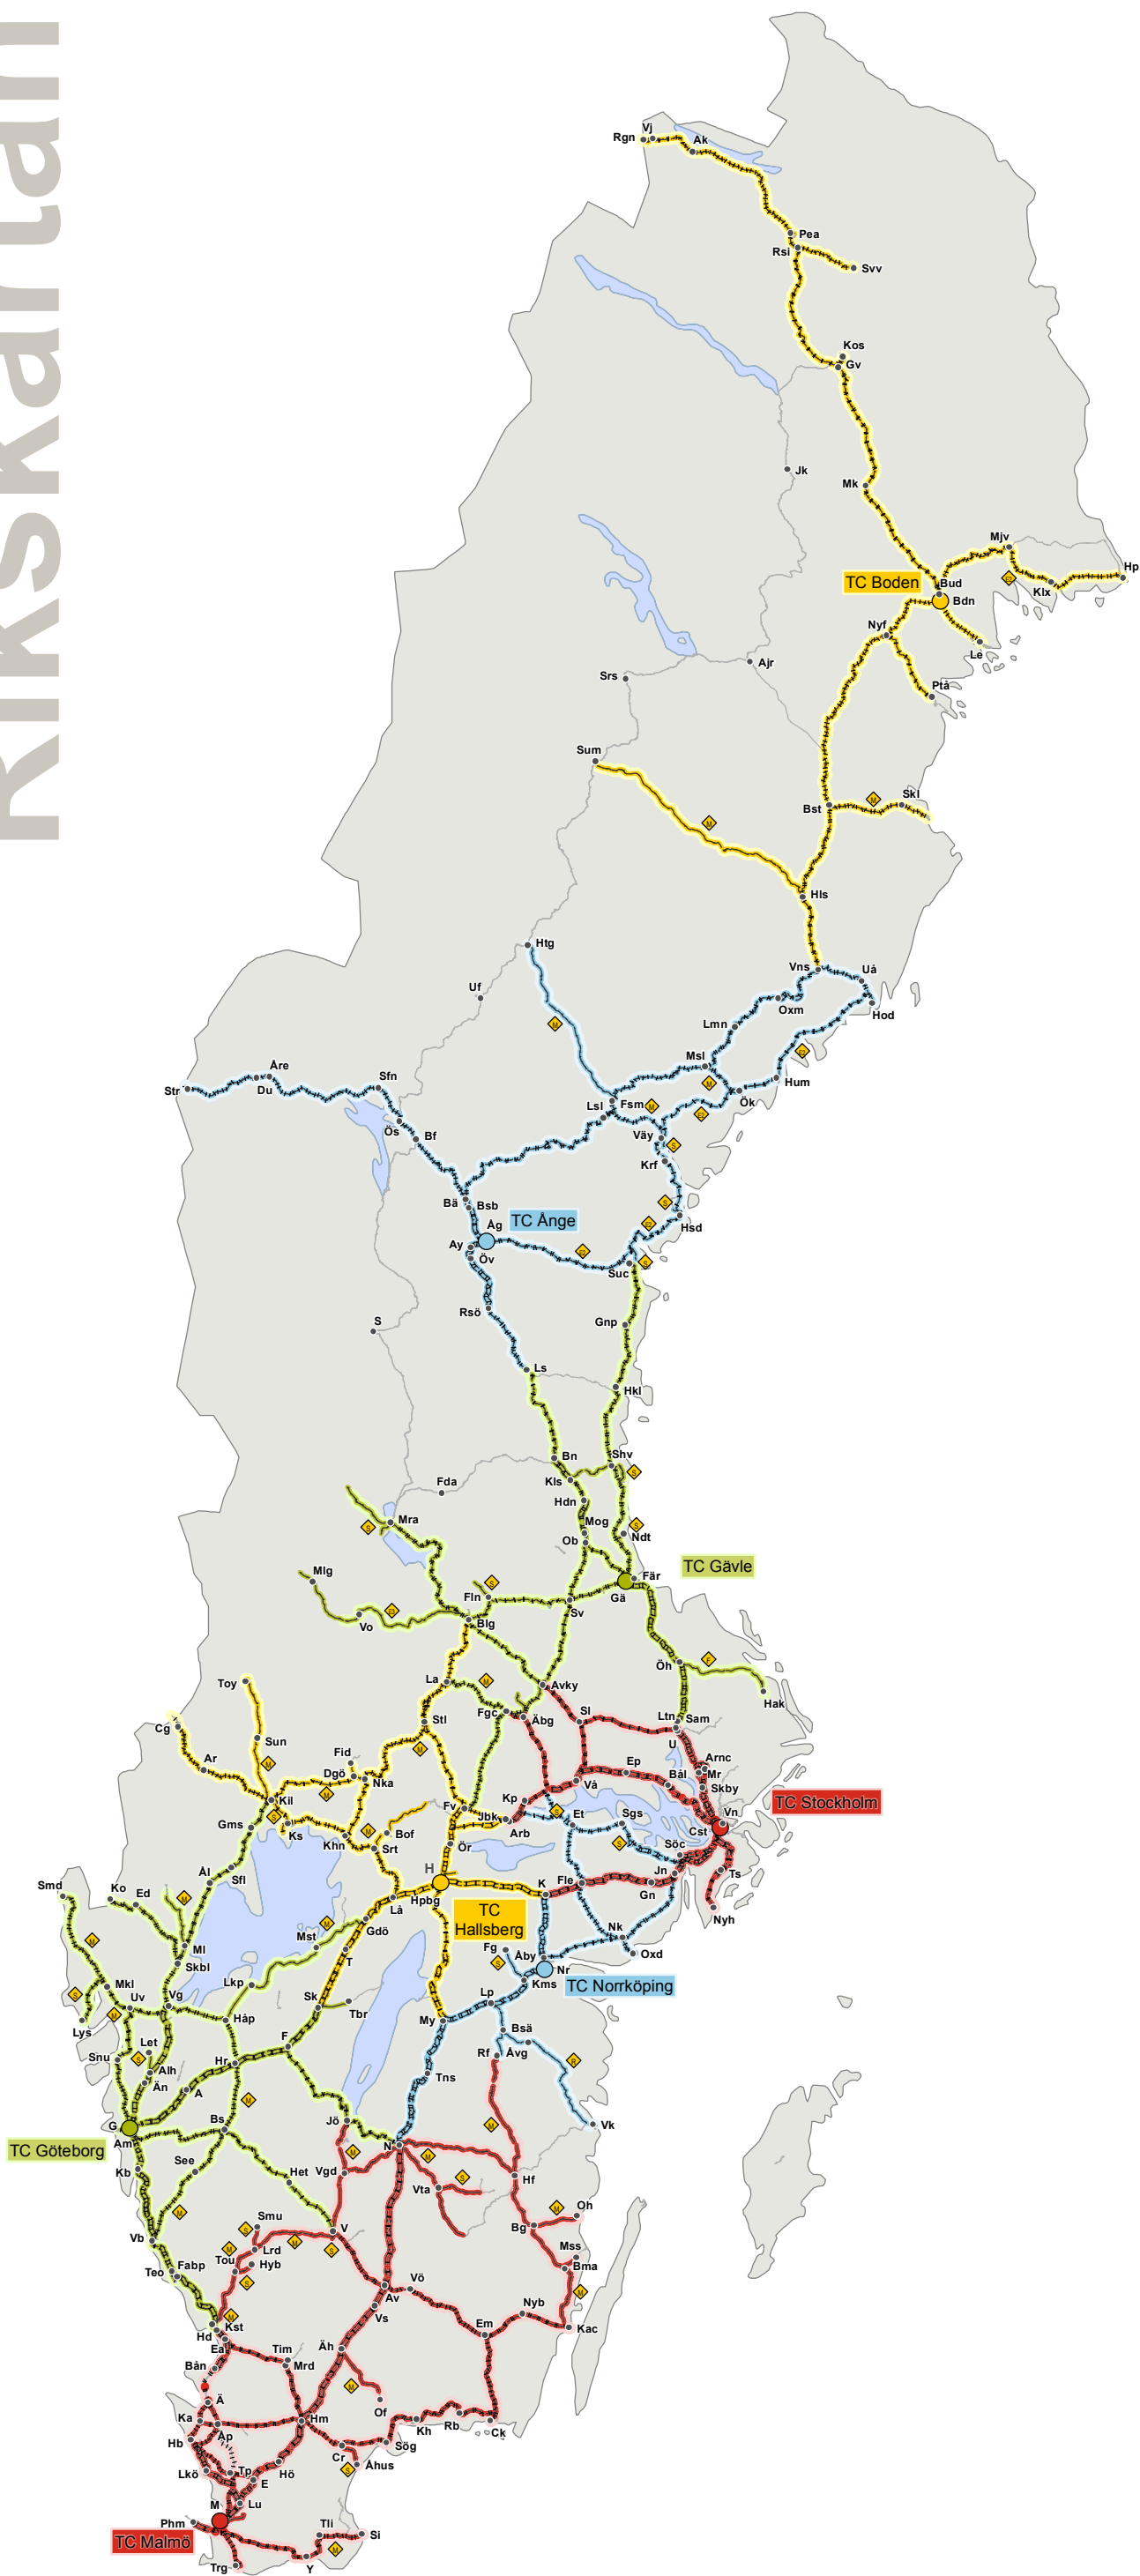 Rikskartan
Vj
Rgn
Ak
Pea
Rsi
Svv
Kos
Gv
Jk
Mk
Mjv
Hp
TC Boden
Bud
Klx
Bdn
Nyf
Le
Ajr
Srs
Ptå
Sum
Skl
Bst
Hls
Htg
Vns
Uå
Uf
Oxm
Hod
Lmn
Msl
Åre
Sfn
Str
Du
Hum
Ök
Lsl
Fsm
Ös
Bf
Väy
Krf
Bä
Bsb
TC Ånge
Åg
Hsd
Ay
Öv
Suc
Rsö
Gnp
S
Ls
Hkl
Bn
Shv
Kls
Fda
Hdn
Mra
Mog
Ob
Ndt
TC Gävle
Mlg
Fär
Fln
Gä
Sv
Vo
Blg
Öh
La
Avky
Toy
Hak
Fgc
Äbg
Sl
Ltn
Sam
Cg
Stl
U
Sun
Fid
Arnc
Ar
Dgö
Nka
Ep
Bål
Mr
Vå
Skby
Kil
Kp
TC Stockholm
Fv
Jbk
Vn
Gms
Ks
Arb
Et
Sgs
Khn
Bof
Cst
Srt
Ör
Söc
Ål
Sfl
H
Jn
Ts
Smd
Ko
Ed
Fle
Gn
Hpbg
K
Lå
Nyh
TC
Hallsberg
Gdö
Nk
Ml
Mst
Fg
Åby
Oxd
Skbl
T
Nr
Mkl
Lkp
Kms
TC Norrköping
Uv
Vg
Sk
Lp
Tbr
Håp
My
Lys
Bsä
Let
F
Rf
Åvg
Snu
Hr
Alh
Tns
Än
A
Jö
G
Bs
Vk
Am
TC Göteborg
N
Kb
See
Het
Vgd
Hf
Vta
Smu
Oh
V
Bg
Vb
Lrd
Mss
Tou
Hyb
Teo
Fabp
Bma
Vö
Av
Nyb
Vs
Kst
Em
Kac
Hd
Ea
Äh
Tim
Bån
Mrd
Ä
Of
Ka
Hm
Kh
Rb
Ck
Åp
Hb
Sög
Cr
Åhus
Lkö
Tp
Hö
E
M
Lu
Phm
Tli
Si
TC Malmö
Trg
Y